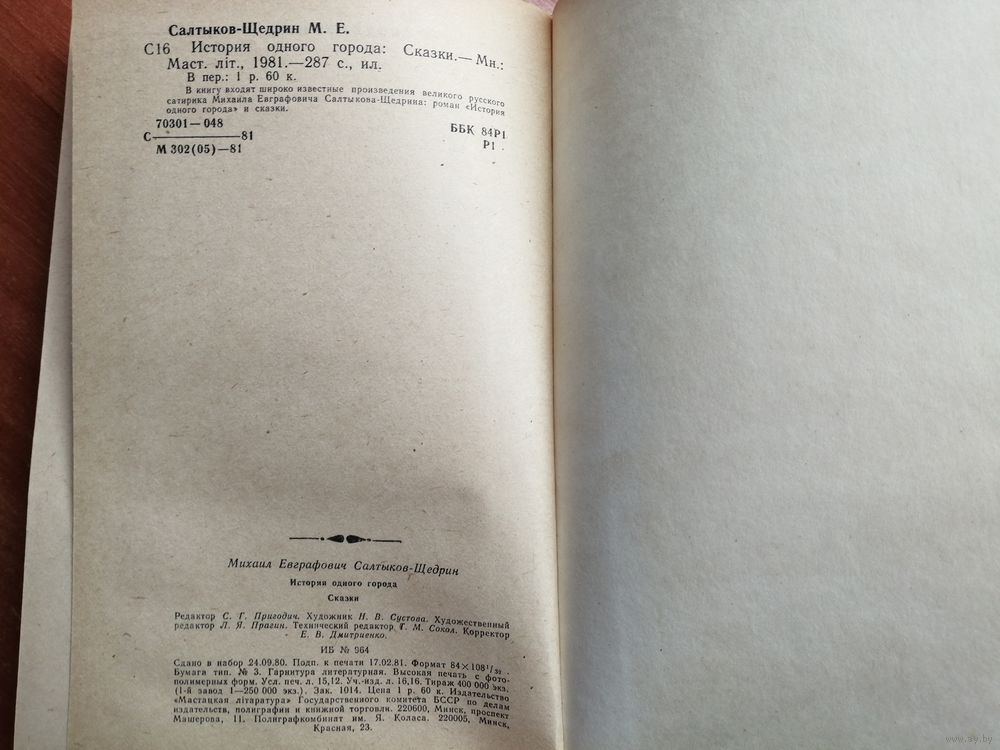 Салтыков-Щедрин М. Е.
С16 История одного города: Сказки.— Мн.:
Маст. літ., 1981.—287 с., ил.
В пер.: 1 р. 60 к.
В книгу входят широко известные произведения великого русского
сатирика Михаила Евграфовича Салтыкова-Щедрина: роман «История
одного города» и сказки.
70301—048
С————81
М 302(05)—81
ББК 84Р1
Р1
Михаил Евграфович Салтыков-Щедрин
История одного города
Сказки
Редактор С. Г. Пригодич. Художник Н. В. Сустова. Художественный
редактор Л. Я. Прагин. Технический редактор Г. М. Сокол. Корректор
Е. В. Дмитриенко.
ИБ № 964
Сдано в набор 24.09.80. Подп. к печати 17.02.81. Формат 84×108¹/₃₂.
Бумага тип. № 3. Гарнитура литературная. Высокая печать с фото-
полимерных форм. Усл. печ. л. 15,12. Уч.-изд. л. 16,16. Тираж 400 000 экз.
(1-й завод 1—250 000 экз.). Зак. 1014. Цена 1 р. 60 к. Издательство
«Мастацкая літаратура» Государственного комитета БССР по делам
издательств, полиграфии и книжной торговли. 220600, Минск, проспект
Машерова, 11. Полиграфкомбинат им. Я. Коласа. 220005, Минск,
Красная, 23.
www.ay.by